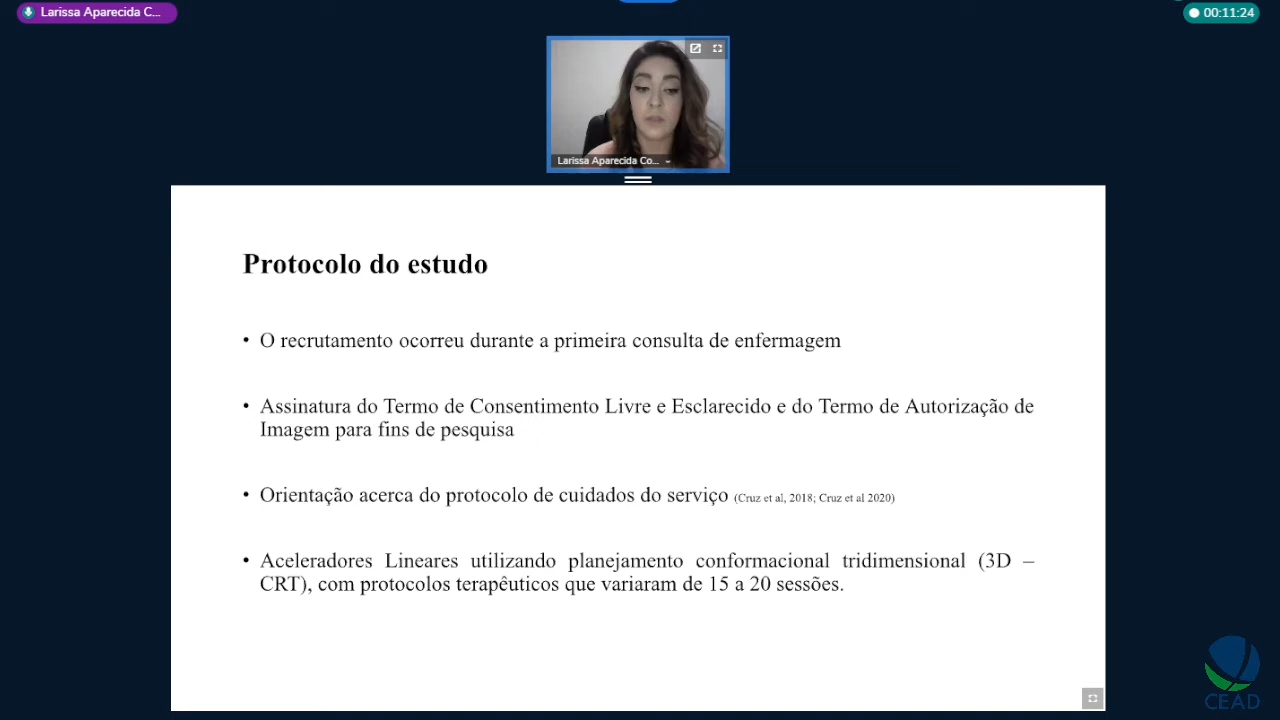 Larissa Aparecida C...
00:11:24
Larissa Aparecida Co...
Protocolo do estudo
• O recrutamento ocorreu durante a primeira consulta de enfermagem
• Assinatura do Termo de Consentimento Livre e Esclarecido e do Termo de Autorização de
Imagem para fins de pesquisa
• Orientação acerca do protocolo de cuidados do serviço (Cruz et al, 2018; Cruz et al 2020)
• Aceleradores Lineares utilizando planejamento conformacional tridimensional (3D –
CRT), com protocolos terapêuticos que variaram de 15 a 20 sessões.
CEAD